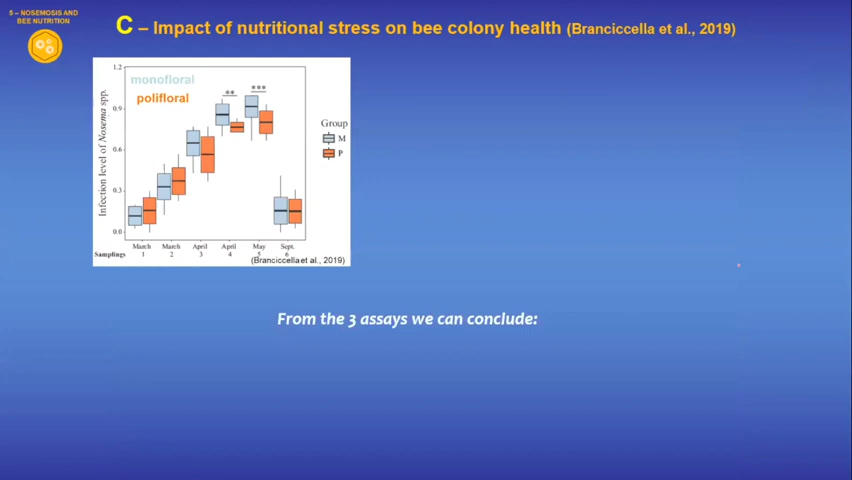 5 – NOSEMOSIS AND
BEE NUTRITION
C – Impact of nutritional stress on bee colony health (Branciccella et al., 2019)
monofloral
polifloral
Infection level of Nosema spp.
1.2
0.9
0.6
0.3
0.0
** ***
Group
M
P
March March April April May Sept.
Samplings 1 2 3 4 5 6
(Branciccella et al., 2019)
From the 3 assays we can conclude: